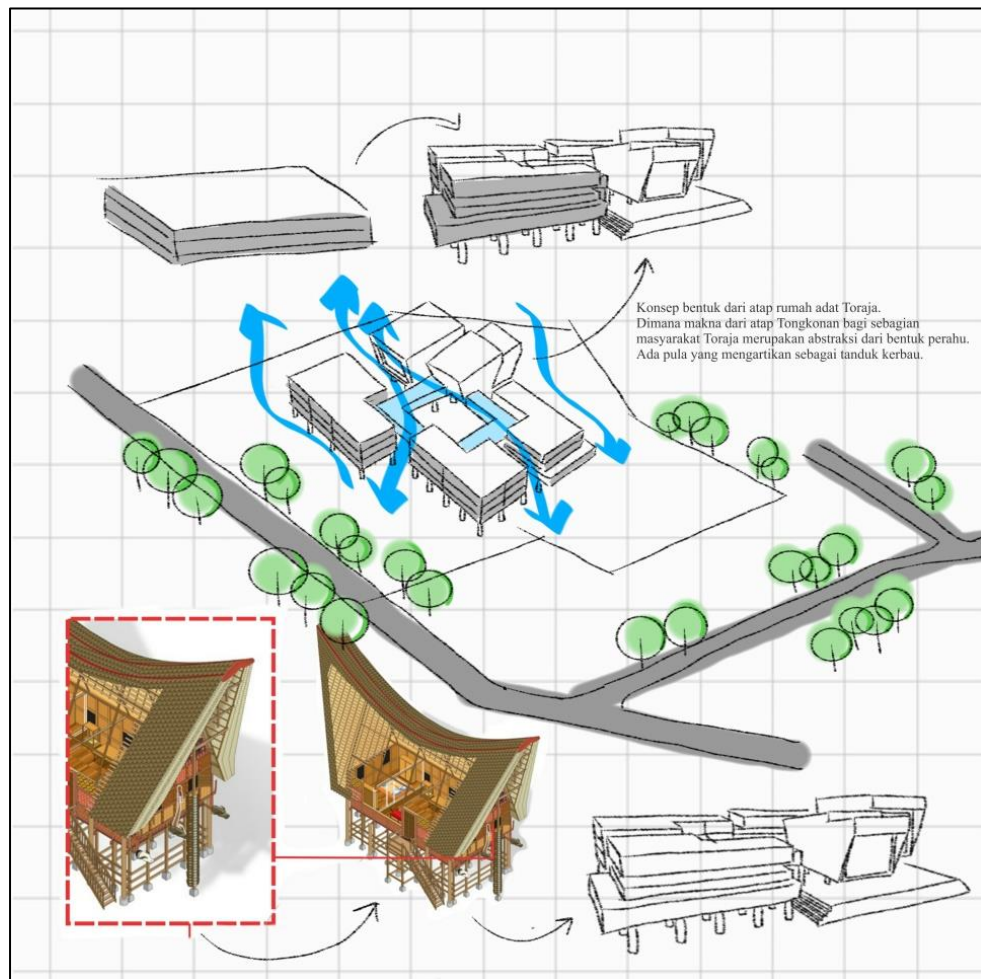 Konsep bentuk dari atap rumah adat Toraja.
Dimana makna dari atap Tongkonan bagi sebagian
masyarakat Toraja merupakan abstraksi dari bentuk perahu.
Ada pula yang mengartikan sebagai tanduk kerbau.